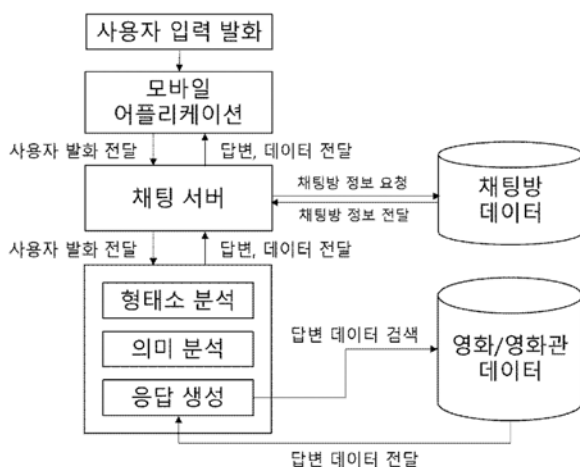 사용자 입력 발화
모바일
어플리케이션
사용자 발화 전달
답변, 데이터 전달
채팅 서버
채팅방 정보 요청
채팅방 정보 전달
채팅방
데이터
사용자 발화 전달
답변, 데이터 전달
형태소 분석
의미 분석
응답 생성
답변 데이터 검색
영화/영화관
데이터
답변 데이터 전달